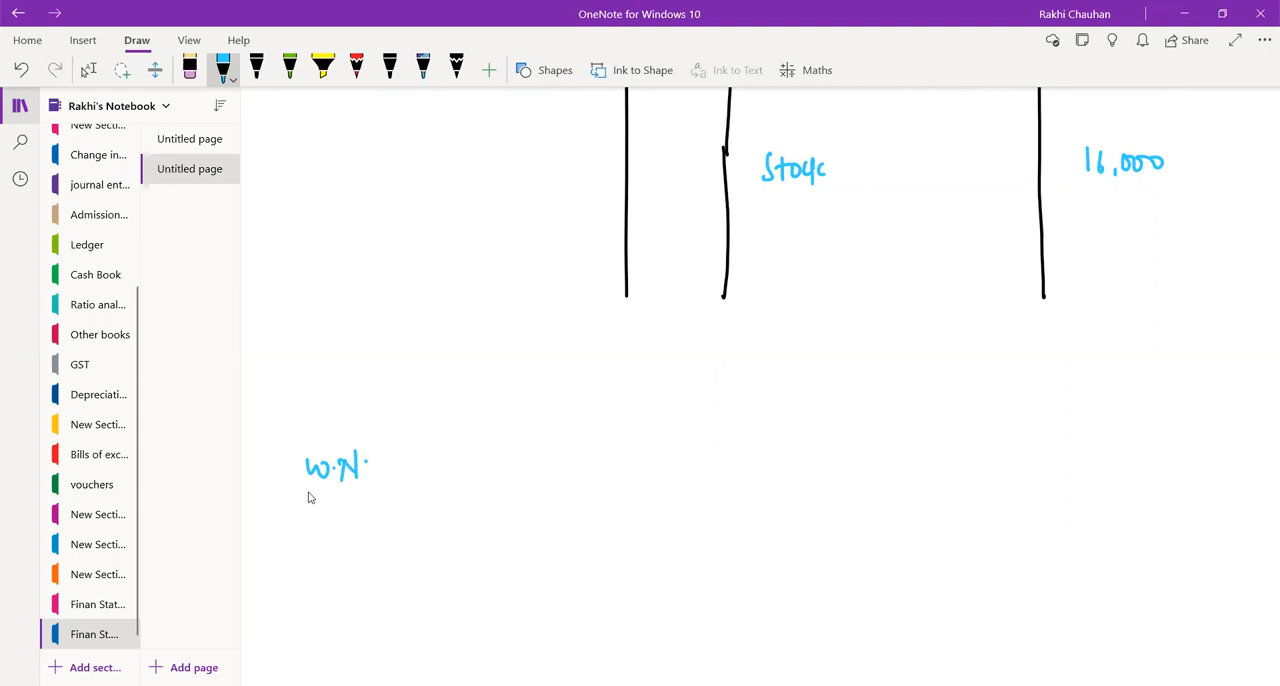 OneNote for Windows 10
Rakhi Chauhan
Home
Insert
Draw
View
Help
Share
Shapes
Ink to Shape
Ink to Text
Maths
Rakhi's Notebook
New Secti...
Change in...
journal ent...
Admission...
Ledger
Cash Book
Ratio anal...
Other books
GST
Depreciati...
New Secti...
Bills of exc...
vouchers
New Secti...
New Secti...
New Secti...
Finan Stat...
Finan St....
Add sect...
Untitled page
Untitled page
Add page
Stock 16,000
W.N.